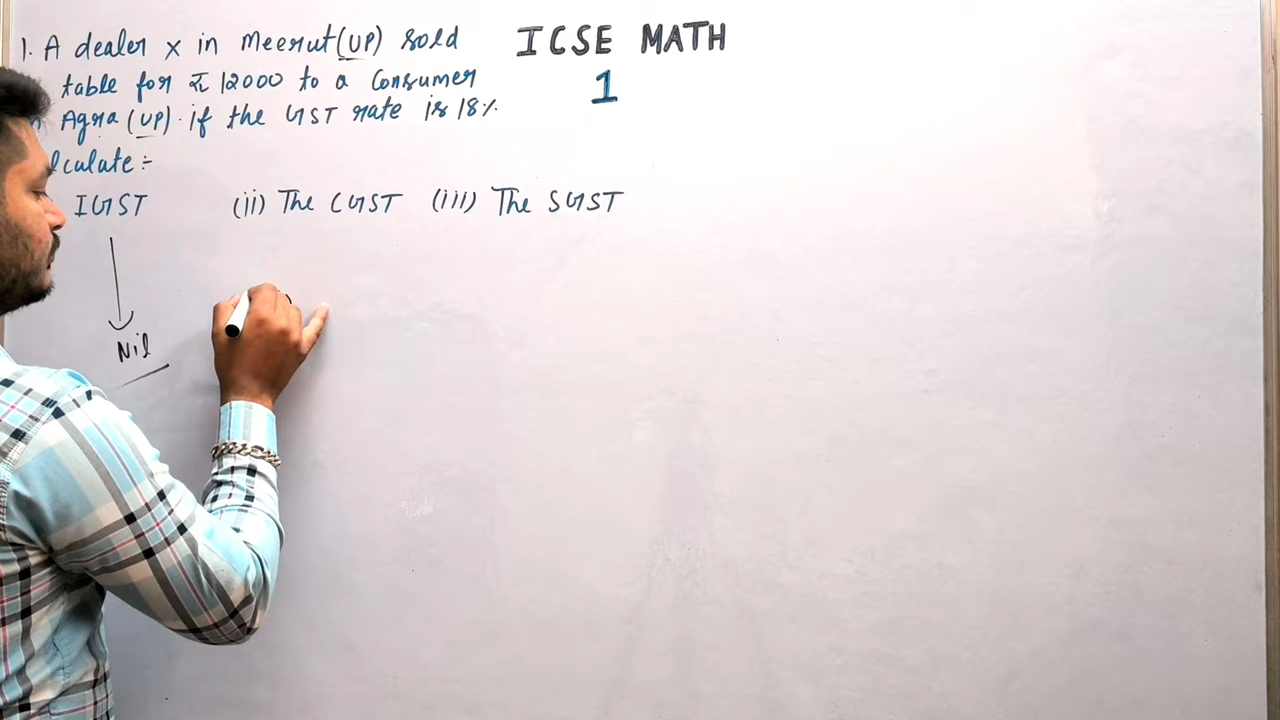 1. A dealer x in Meerut (UP) sold
table for ₹ 12000 to a Consumer
Agra (UP). if the GST rate is 18%
lculate :-
IGST (ii) The CGST (iii) The SGST
Nil
ICSE MATH
1